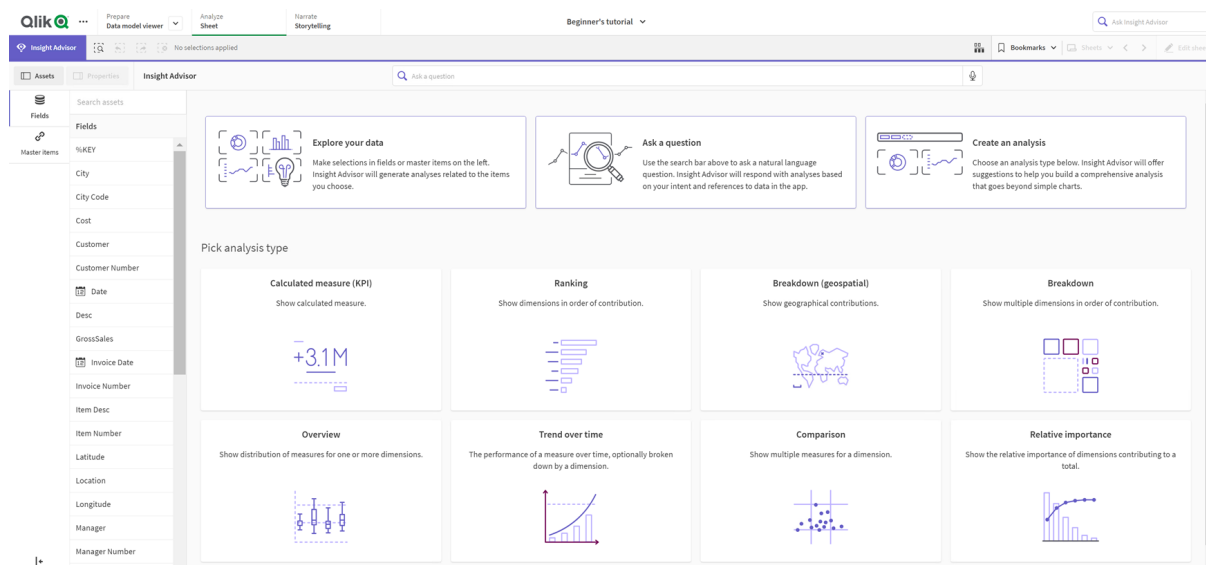 Qlik
Prepare
Data model viewer
Analyze
Sheet
Narrate
Storytelling
Beginner's tutorial
Ask Insight Advisor
Insight Advisor
No selections applied
Bookmarks
Sheets
Edit shee
Assets
Properties
Insight Advisor
Ask a question
Fields
Master items
Search assets
Fields
%KEY
City
City Code
Cost
Customer
Customer Number
Date
Desc
GrossSales
Invoice Date
Invoice Number
Item Desc
Item Number
Latitude
Location
Longitude
Manager
Manager Number
Explore your data
Make selections in fields or master items on the left.
Insight Advisor will generate analyses related to the items
you choose.
Ask a question
Use the search bar above to ask a natural language
question. Insight Advisor will respond with analyses based
on your intent and references to data in the app.
Create an analysis
Choose an analysis type below. Insight Advisor will offer
suggestions to help you build a comprehensive analysis
that goes beyond simple charts.
Pick analysis type
Calculated measure (KPI)
Show calculated measure.
+3.1M
Ranking
Show dimensions in order of contribution.
Breakdown (geospatial)
Show geographical contributions.
Breakdown
Show multiple dimensions in order of contribution.
Overview
Show distribution of measures for one or more dimensions.
Trend over time
The performance of a measure over time, optionally broken
down by a dimension.
Comparison
Show multiple measures for a dimension.
Relative importance
Show the relative importance of dimensions contributing to a
total.